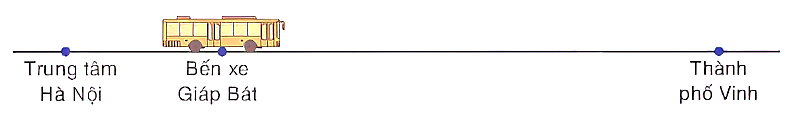 Trung tâm
Hà Nội
Bến xe
Giáp Bát
Thành
phố Vinh